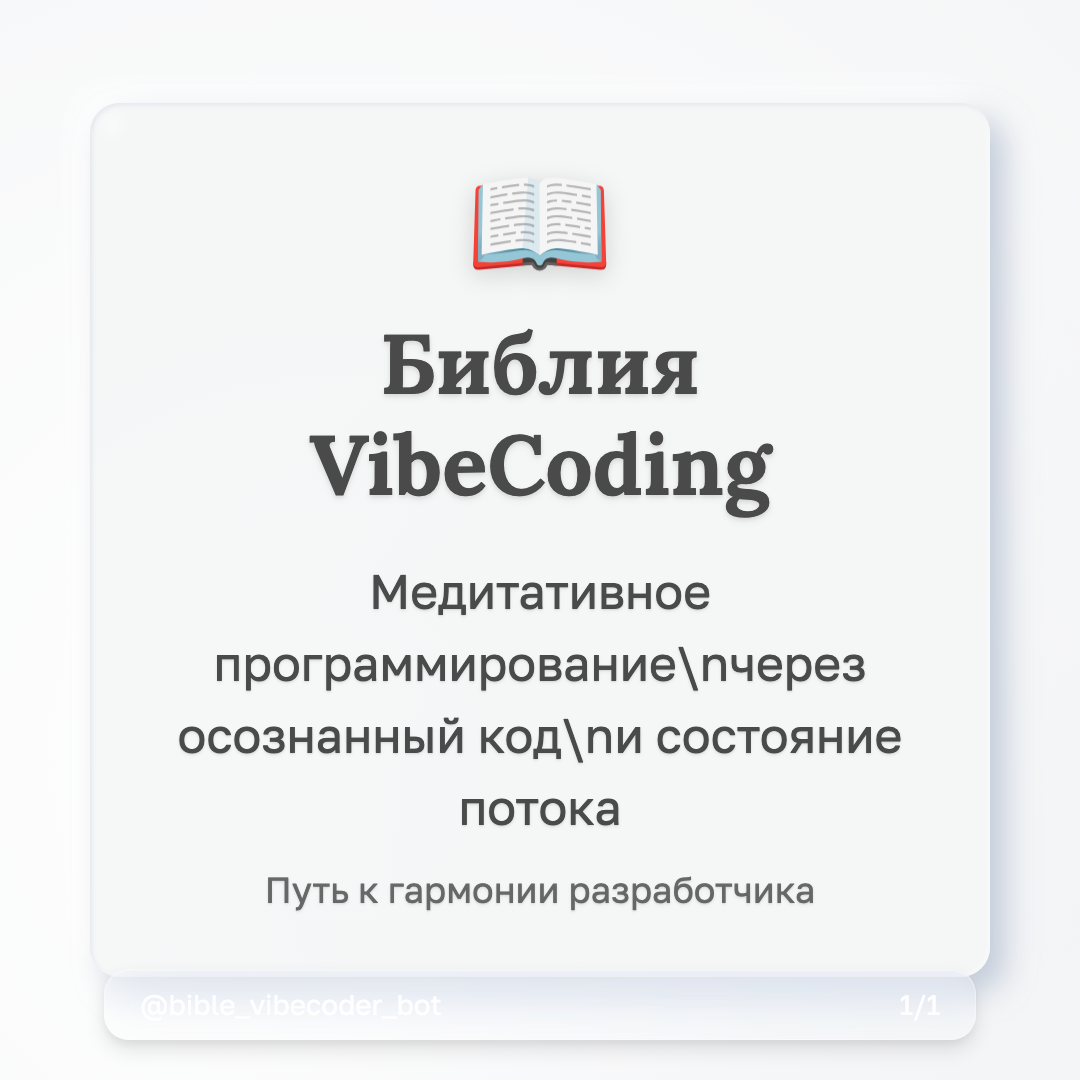 Библия
VibeCoding
Медитативное
программирование\nчерез
осознанный код\nи состояние
потока
Путь к гармонии разработчика
@bible_vibecoder_bot 1/1